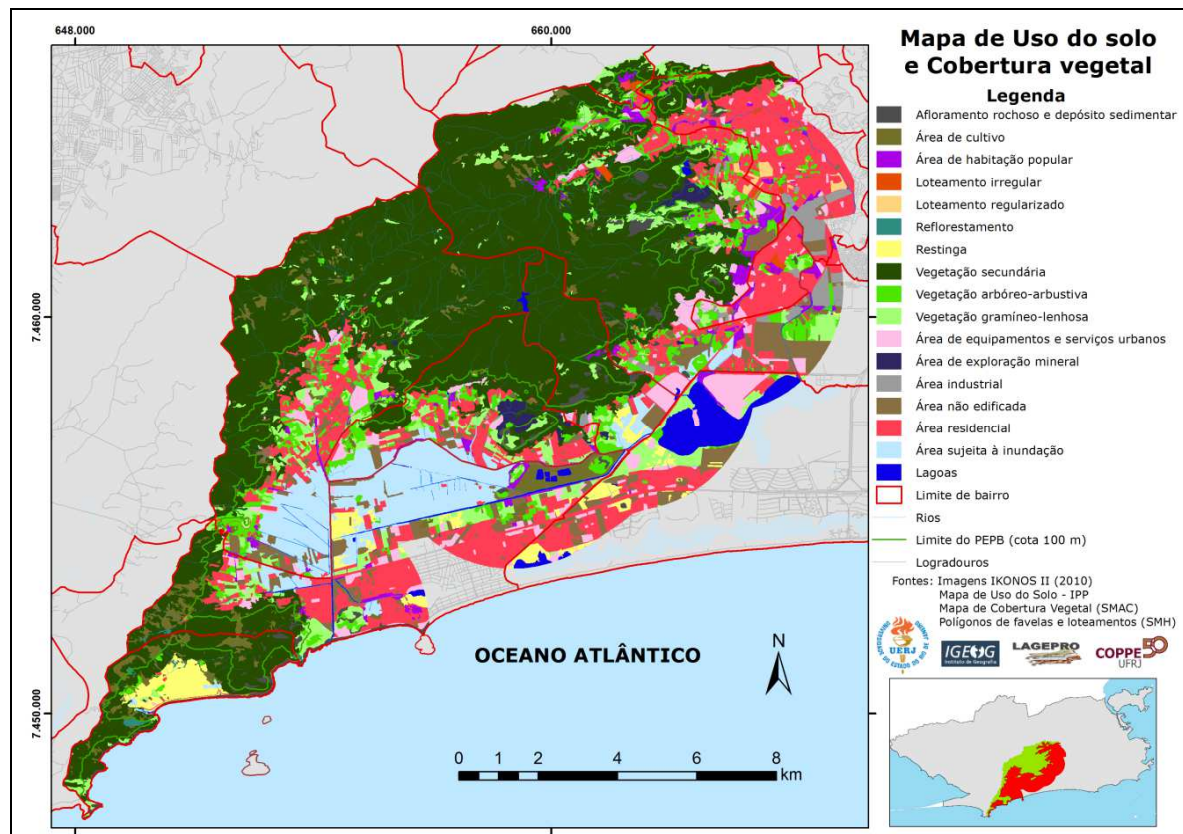 648.000
660.000
7.460.000
7.450.000
OCEANO ATLÂNTICO
N
0 1 2 4 6 8
km
Mapa de Uso do solo
e Cobertura vegetal
Legenda
Afloramento rochoso e depósito sedimentar
Área de cultivo
Área de habitação popular
Loteamento irregular
Loteamento regularizado
Reflorestamento
Restinga
Vegetação secundária
Vegetação arbóreo-arbustiva
Vegetação gramíneo-lenhosa
Área de equipamentos e serviços urbanos
Área de exploração mineral
Área industrial
Área não edificada
Área residencial
Área sujeita à inundação
Lagoas
Limite de bairro
Rios
Limite do PEPB (cota 100 m)
Logradouros
Fontes: Imagens IKONOS II (2010)
Mapa de Uso do Solo - IPP
Mapa de Cobertura Vegetal (SMAC)
Polígonos de favelas e loteamentos (SMH)
UERJ
IGEOG
Instituto de Geografia
LAGEPRO
COPPE 50
UFRJ